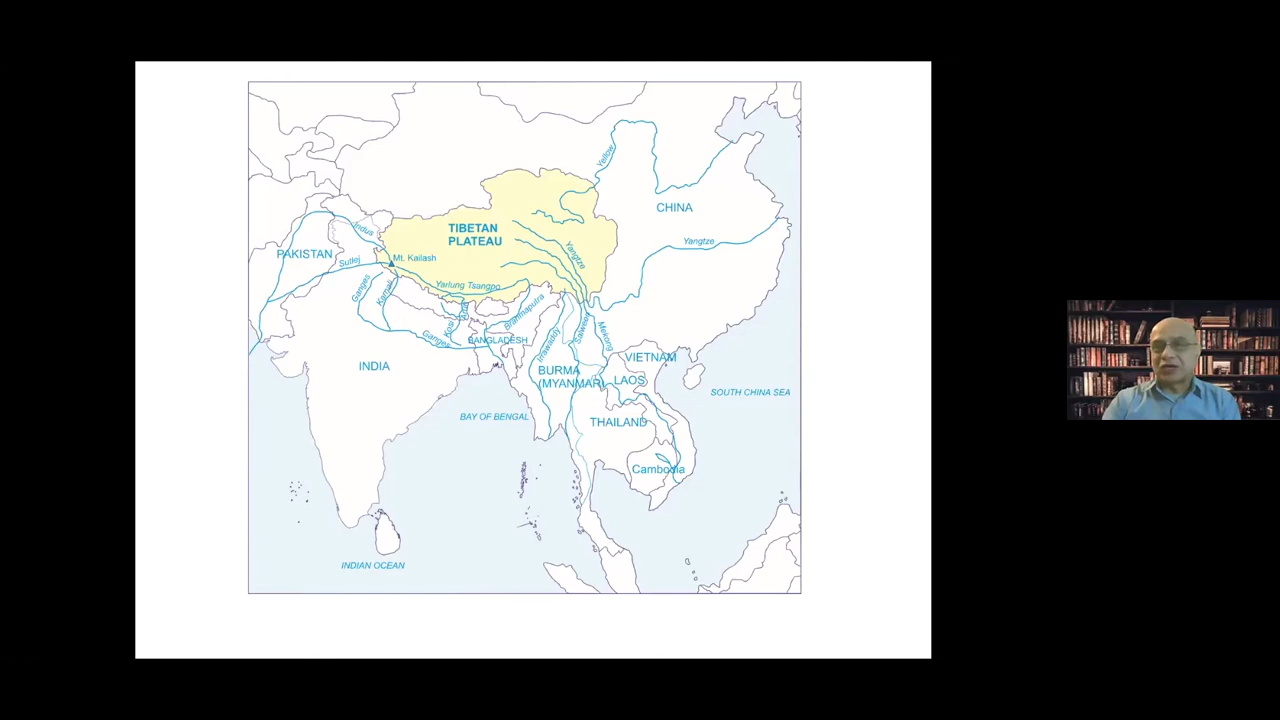 Yellow
CHINA
TIBETAN
PLATEAU
Indus
PAKISTAN
Yangtze
Yangtze
Mt. Kailash
Sutlej
Yarlung Tsangpo
Ganges
Karnali
Brahmaputra
Kosi
Arun
Ganges
BANGLADESH
Irrawaddy
Salween
Mekong
INDIA
VIETNAM
BURMA
(MYANMAR)
LAOS
SOUTH CHINA SEA
BAY OF BENGAL
THAILAND
Cambodia
INDIAN OCEAN